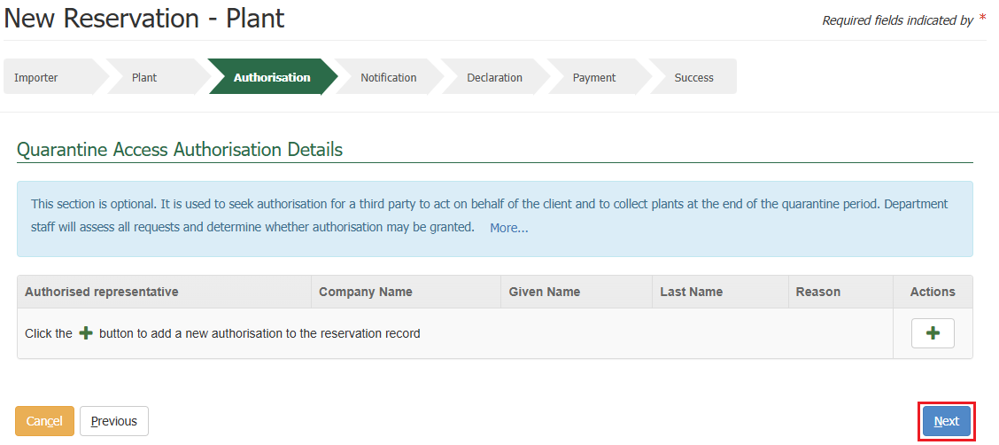 New Reservation - Plant
Required fields indicated by *
Importer Plant Authorisation Notification Declaration Payment Success
Quarantine Access Authorisation Details
This section is optional. It is used to seek authorisation for a third party to act on behalf of the client and to collect plants at the end of the quarantine period. Department
staff will assess all requests and determine whether authorisation may be granted. More...
Authorised representative Company Name Given Name Last Name Reason Actions
Click the + button to add a new authorisation to the reservation record +
Cancel Previous Next